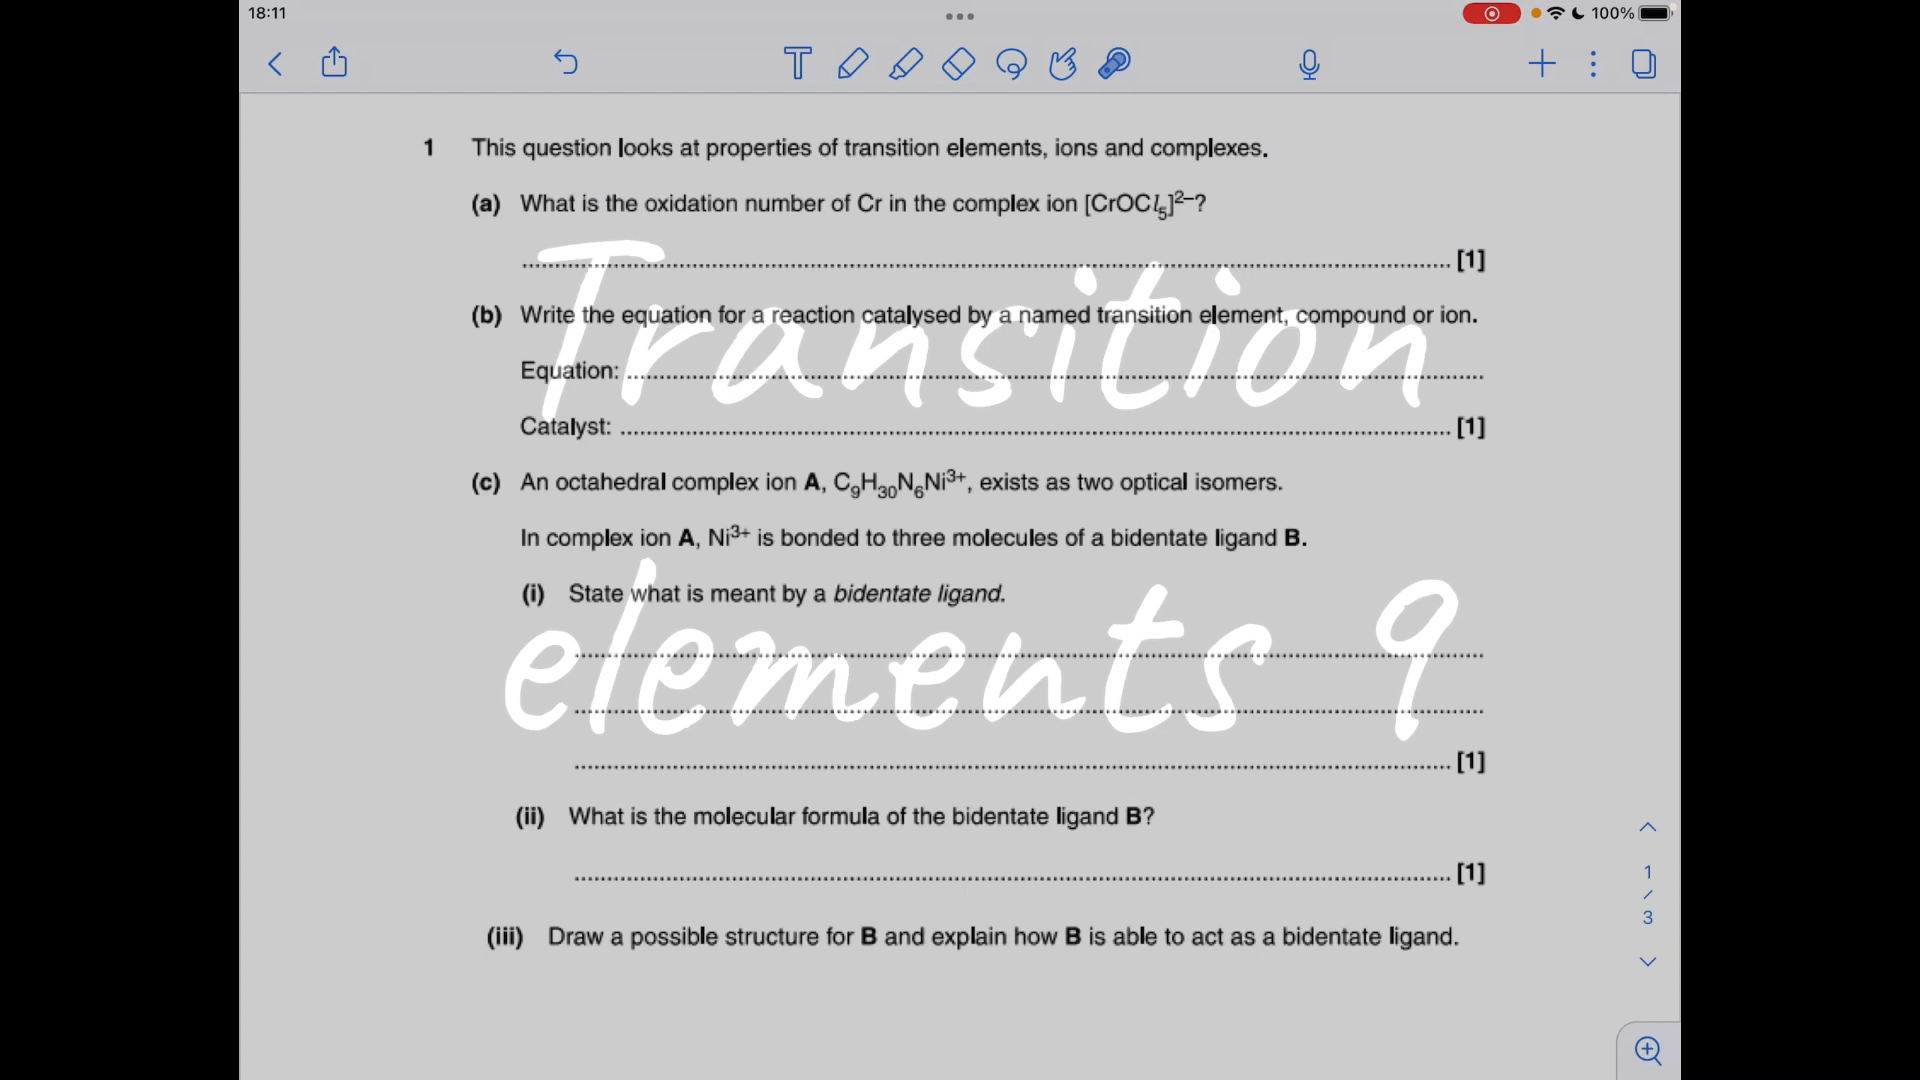 18:11
100%
1 This question looks at properties of transition elements, ions and complexes.
(a) What is the oxidation number of Cr in the complex ion [CrOCl₅]²⁻?
[1]
(b) Write the equation for a reaction catalysed by a named transition element, compound or ion.
Equation:
Catalyst: [1]
(c) An octahedral complex ion A, C₉H₃₀N₆Ni³⁺, exists as two optical isomers.
In complex ion A, Ni³⁺ is bonded to three molecules of a bidentate ligand B.
(i) State what is meant by a bidentate ligand.
[1]
(ii) What is the molecular formula of the bidentate ligand B?
[1]
(iii) Draw a possible structure for B and explain how B is able to act as a bidentate ligand.
Transition
elements 9
1
/
3